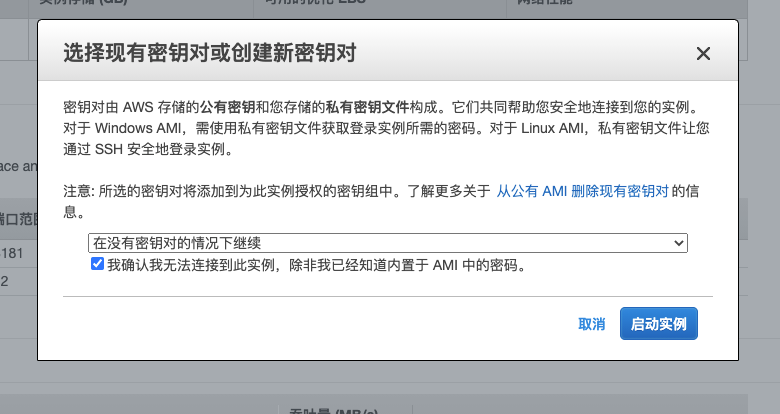 实例存储 (GB) 可用的优化 EBS 网络性能
选择现有密钥对或创建新密钥对
密钥对由 AWS 存储的公有密钥和您存储的私有密钥文件构成。它们共同帮助您安全地连接到您的实例。
对于 Windows AMI，需使用私有密钥文件获取登录实例所需的密码。对于 Linux AMI，私有密钥文件让您
通过 SSH 安全地登录实例。
ace an
注意: 所选的密钥对将添加到为此实例授权的密钥组中。了解更多关于 从公有 AMI 删除现有密钥对 的信
息。
端口范围
在没有密钥对的情况下继续
181
我确认我无法连接到此实例，除非我已经知道内置于 AMI 中的密码。
2
取消 启动实例
吞吐量 (MB/s)